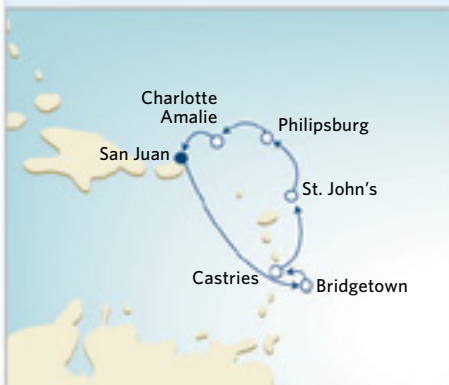 Charlotte
Amalie
Philipsburg
San Juan
St. John's
Castries
Bridgetown